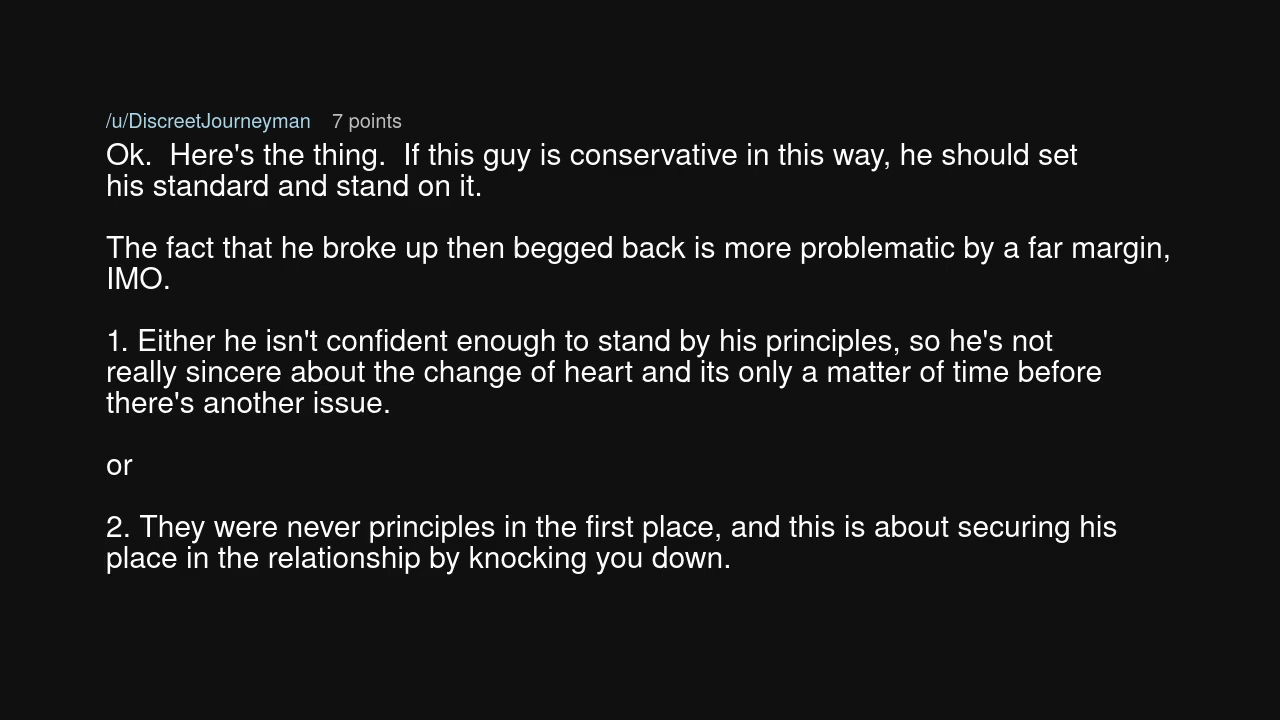 /u/DiscreetJourneyman 7 points
Ok.  Here's the thing.  If this guy is conservative in this way, he should set
his standard and stand on it.
The fact that he broke up then begged back is more problematic by a far margin,
IMO.
1. Either he isn't confident enough to stand by his principles, so he's not
really sincere about the change of heart and its only a matter of time before
there's another issue.
or
2. They were never principles in the first place, and this is about securing his
place in the relationship by knocking you down.